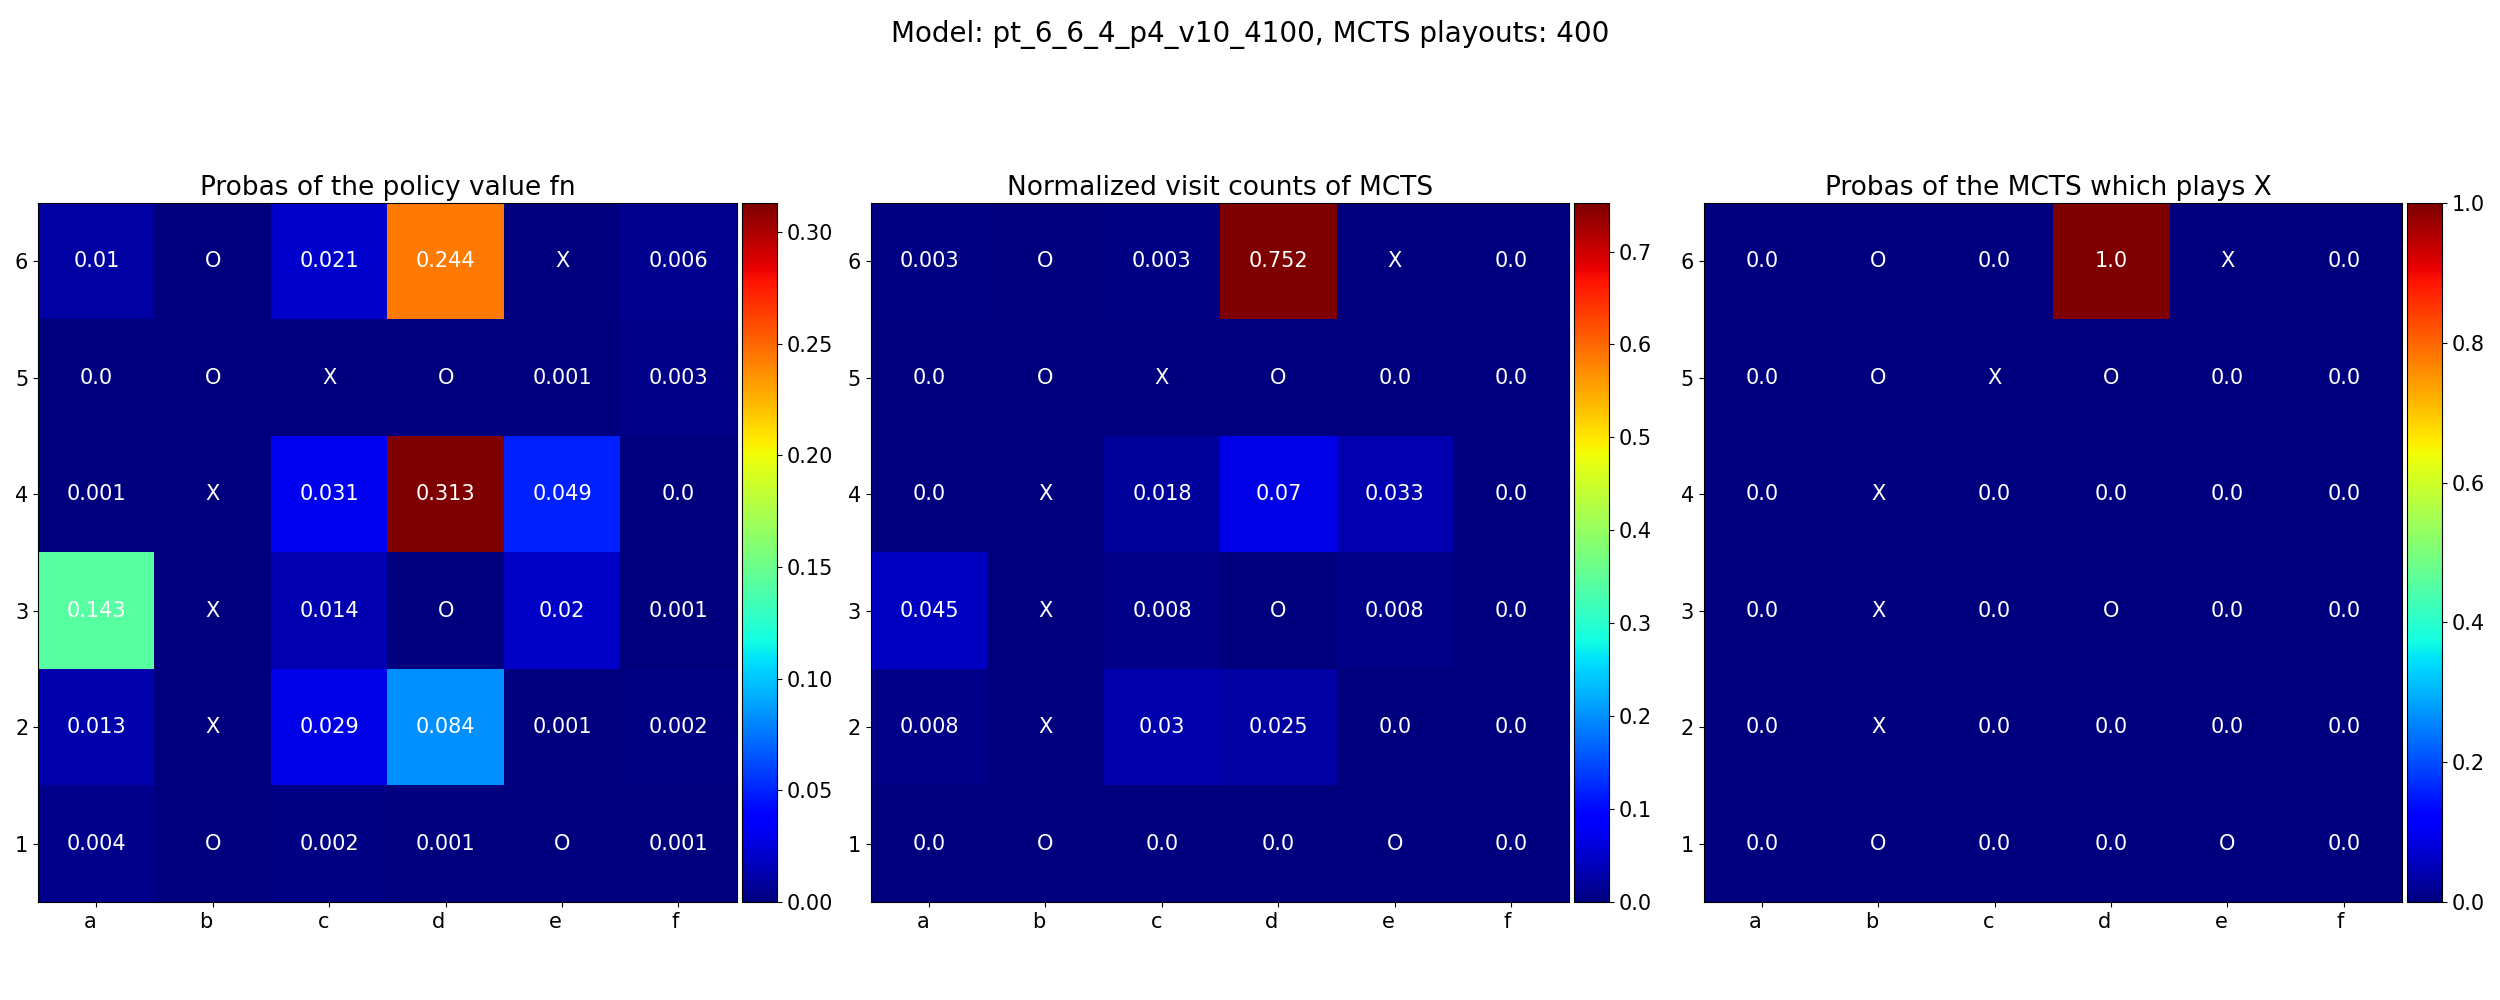 Model: pt_6_6_4_p4_v10_4100, MCTS playouts: 400
Probas of the policy value fn
6 0.01 O 0.021 0.244 X 0.006
5 0.0 O X O 0.001 0.003
4 0.001 X 0.031 0.313 0.049 0.0
3 0.143 X 0.014 O 0.02 0.001
2 0.013 X 0.029 0.084 0.001 0.002
1 0.004 O 0.002 0.001 O 0.001
a b c d e f
0.30
0.25
0.20
0.15
0.10
0.05
0.00
Normalized visit counts of MCTS
6 0.003 O 0.003 0.752 X 0.0
5 0.0 O X O 0.0 0.0
4 0.0 X 0.018 0.07 0.033 0.0
3 0.045 X 0.008 O 0.008 0.0
2 0.008 X 0.03 0.025 0.0 0.0
1 0.0 O 0.0 0.0 O 0.0
a b c d e f
0.7
0.6
0.5
0.4
0.3
0.2
0.1
0.0
Probas of the MCTS which plays X
6 0.0 O 0.0 1.0 X 0.0
5 0.0 O X O 0.0 0.0
4 0.0 X 0.0 0.0 0.0 0.0
3 0.0 X 0.0 O 0.0 0.0
2 0.0 X 0.0 0.0 0.0 0.0
1 0.0 O 0.0 0.0 O 0.0
a b c d e f
1.0
0.8
0.6
0.4
0.2
0.0